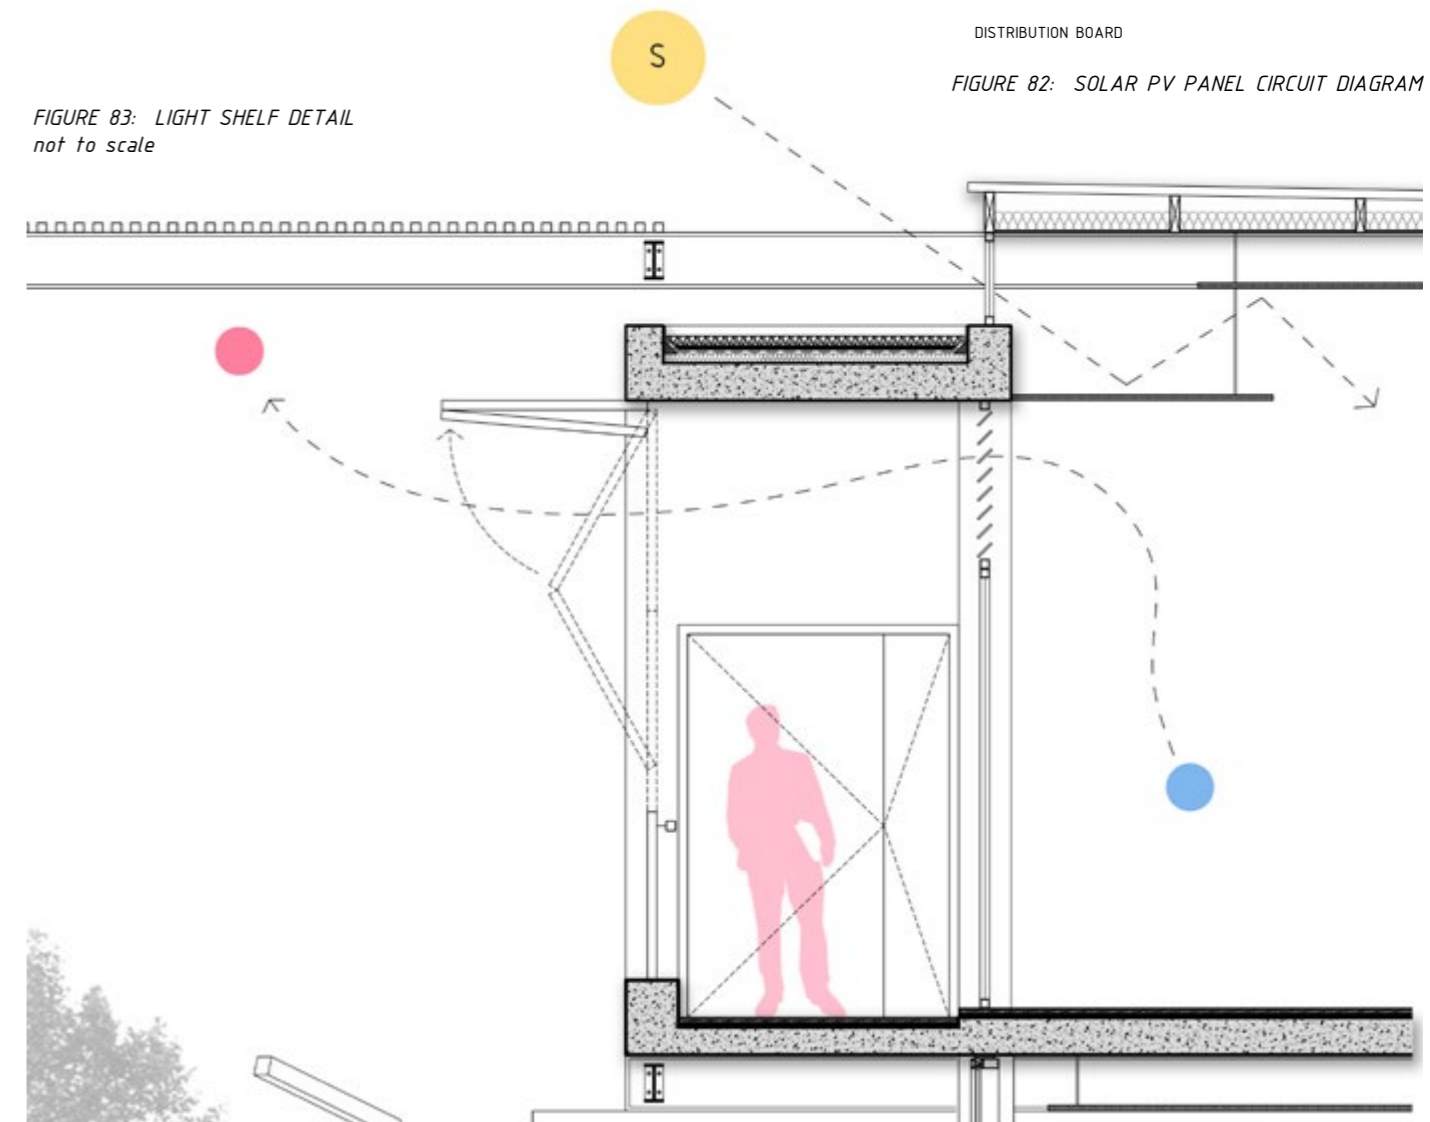 S
DISTRIBUTION BOARD
FIGURE 82: SOLAR PV PANEL CIRCUIT DIAGRAM
FIGURE 83: LIGHT SHELF DETAIL
not to scale